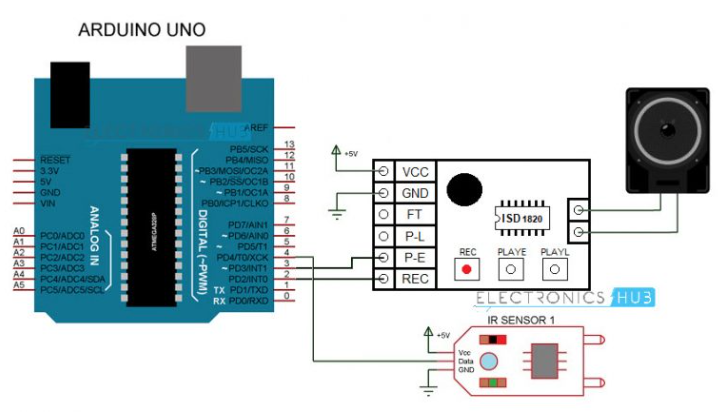 ARDUINO UNO
ELECTRONICS HUB
AREF
RESET
3.3V
5V
GND
VIN
A0 PC0/ADC0
A1 PC1/ADC1
A2 PC2/ADC2
A3 PC3/ADC3
A4 PC4/ADC4/SDA
A5 PC5/ADC5/SCL
ANALOG IN
ATMEGA328P
DIGITAL (~PWM)
PB5/SCK 13
PB4/MISO 12
~PB3/MOSI/OC2A 11
~ PB2/SS/OC1B 10
~ PB1/OC1A 9
PB0/ICP1/CLKO 8
PD7/AIN1 7
~ PD6/AIN0 6
~ PD5/T1 5
PD4/T0/XCK 4
~ PD3/INT1 3
PD2/INT0 2
TX PD1/TXD 1
RX PD0/RXD 0
+5V
VCC
GND
FT
P-L
P-E
REC
ISD1820
REC PLAYE PLAYL
ELECTRONICS HUB
IR SENSOR 1
+5V
Vcc
Data
GND